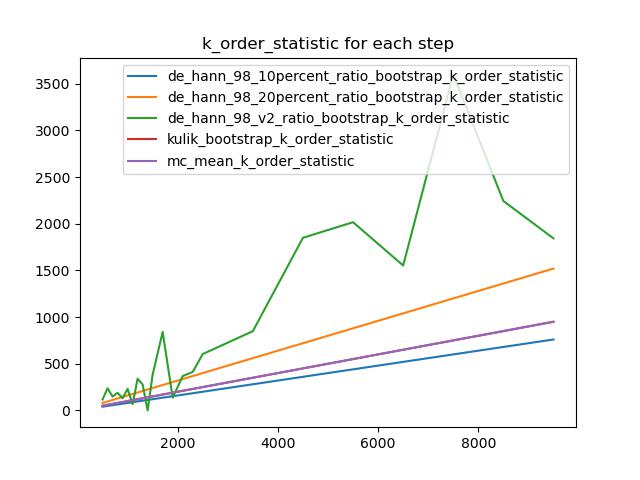 k_order_statistic for each step
de_hann_98_10percent_ratio_bootstrap_k_order_statistic
de_hann_98_20percent_ratio_bootstrap_k_order_statistic
de_hann_98_v2_ratio_bootstrap_k_order_statistic
kulik_bootstrap_k_order_statistic
mc_mean_k_order_statistic
3500
3000
2500
2000
1500
1000
500
0
2000 4000 6000 8000